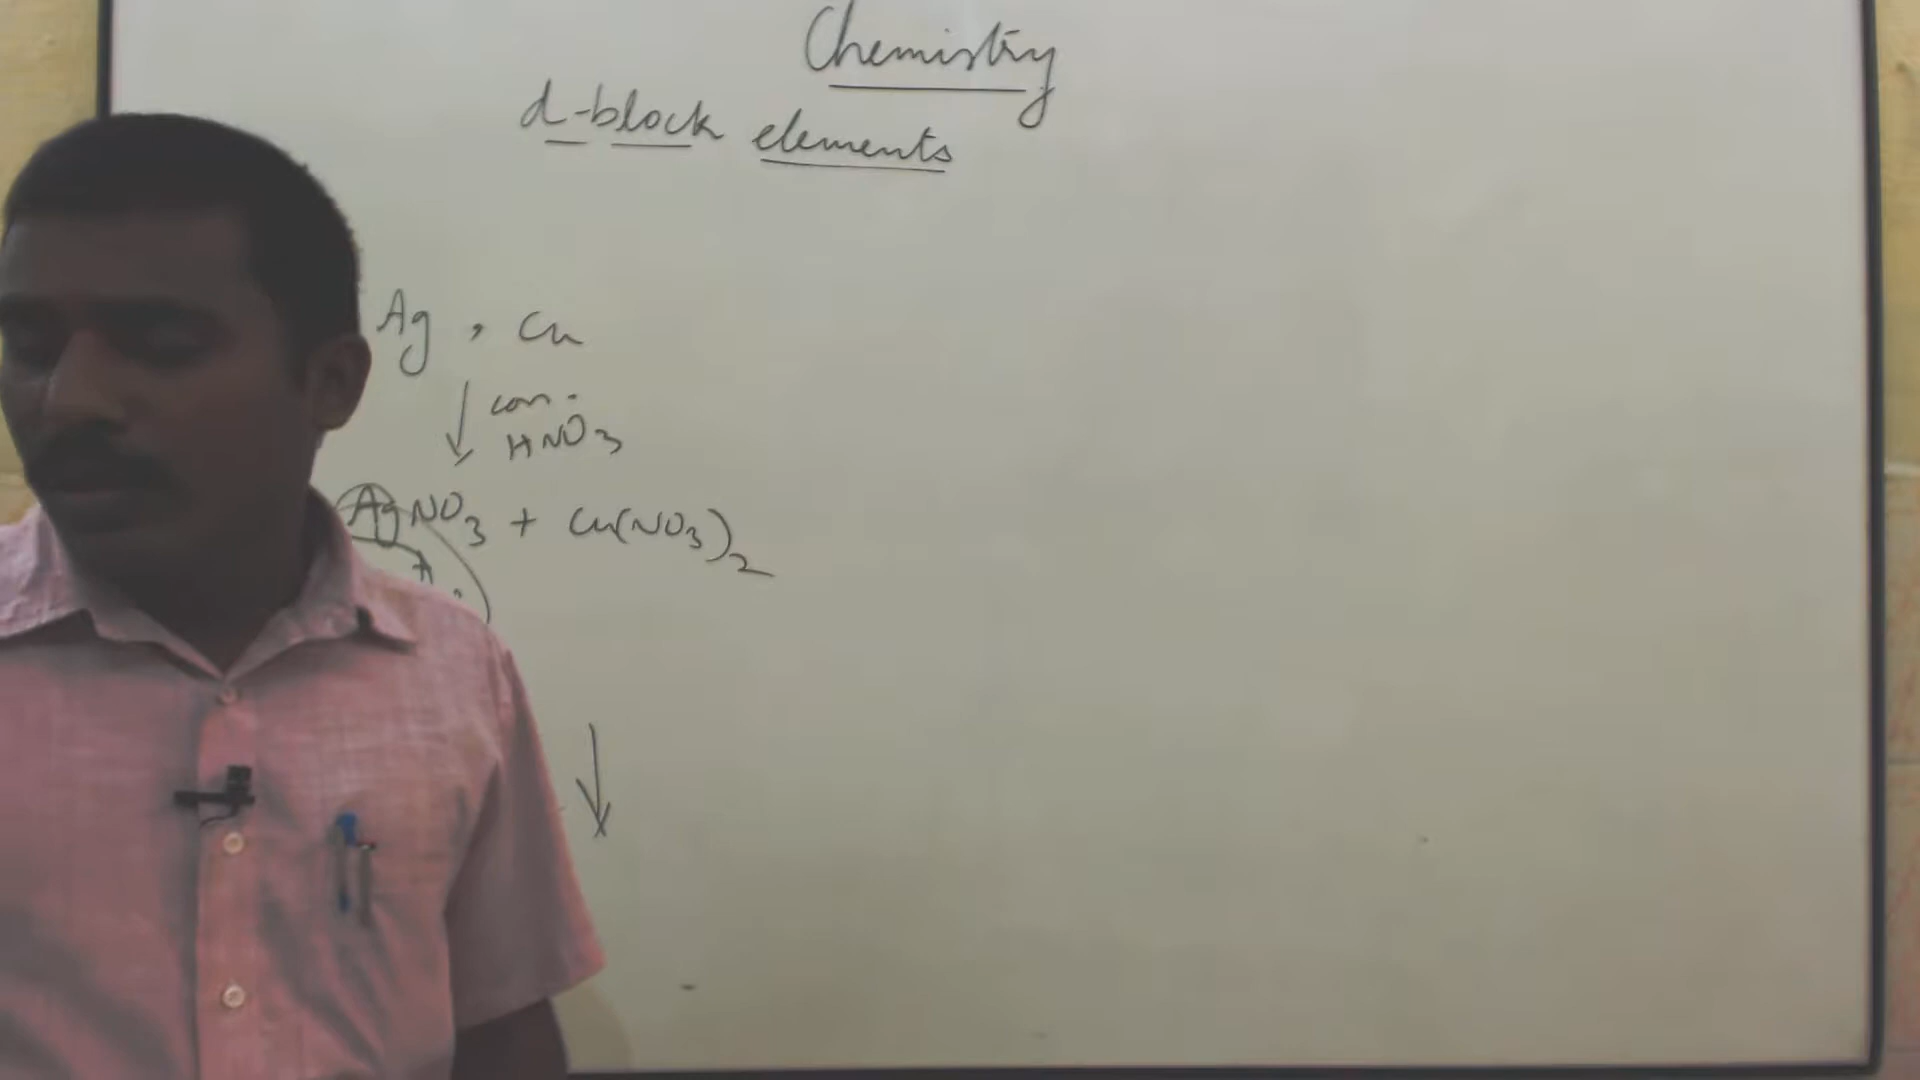 Chemistry
d-block elements
Ag, Cu
con.
HNO3
AgNO3 + Cu(NO3)2